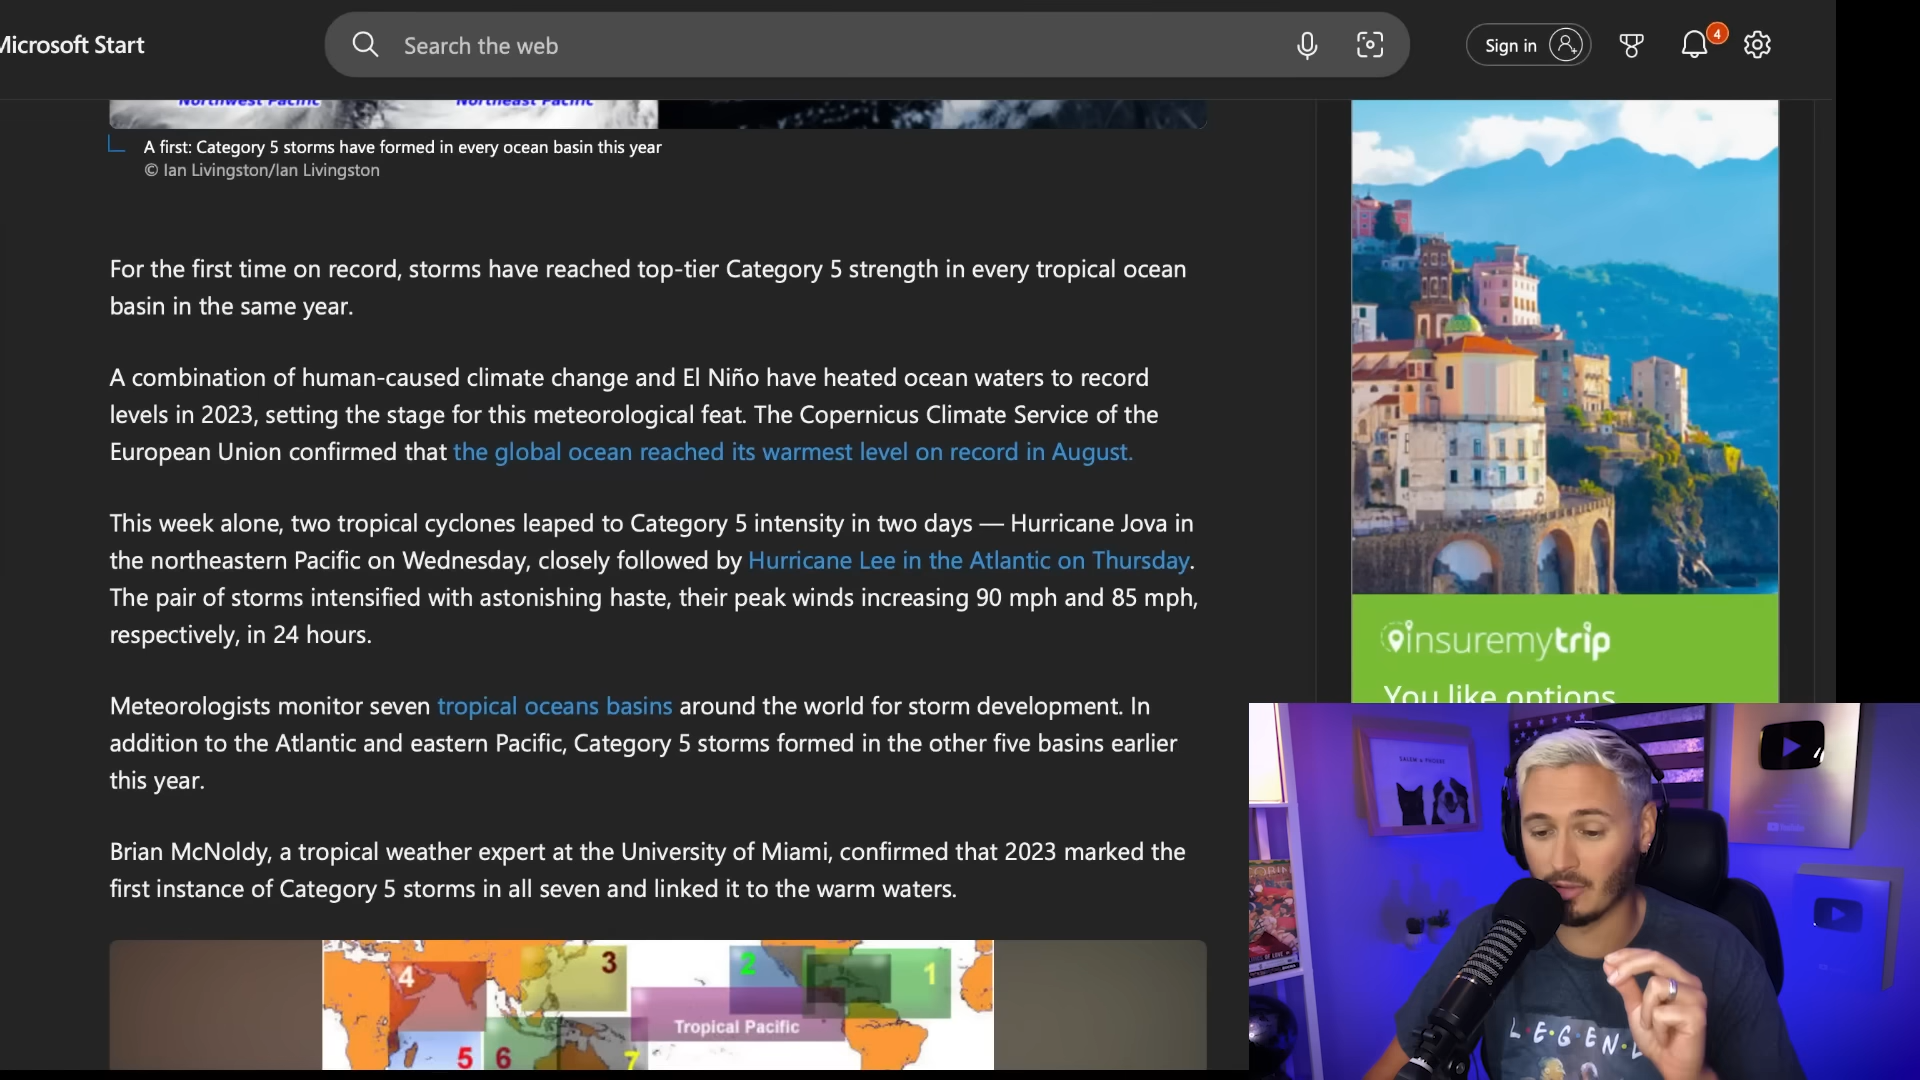 Microsoft Start
Search the web
Sign in
4
Northwest Pacific
Northeast Pacific
A first: Category 5 storms have formed in every ocean basin this year
© Ian Livingston/Ian Livingston
For the first time on record, storms have reached top-tier Category 5 strength in every tropical ocean
basin in the same year.
A combination of human-caused climate change and El Niño have heated ocean waters to record
levels in 2023, setting the stage for this meteorological feat. The Copernicus Climate Service of the
European Union confirmed that the global ocean reached its warmest level on record in August.
This week alone, two tropical cyclones leaped to Category 5 intensity in two days — Hurricane Jova in
the northeastern Pacific on Wednesday, closely followed by Hurricane Lee in the Atlantic on Thursday.
The pair of storms intensified with astonishing haste, their peak winds increasing 90 mph and 85 mph,
respectively, in 24 hours.
Meteorologists monitor seven tropical oceans basins around the world for storm development. In
addition to the Atlantic and eastern Pacific, Category 5 storms formed in the other five basins earlier
this year.
Brian McNoldy, a tropical weather expert at the University of Miami, confirmed that 2023 marked the
first instance of Category 5 storms in all seven and linked it to the warm waters.
4
3
2
1
Tropical Pacific
5
6
7
insuremytrip
You like options
SALEM & PHOEBE
YouTube
L•E•G•E•N